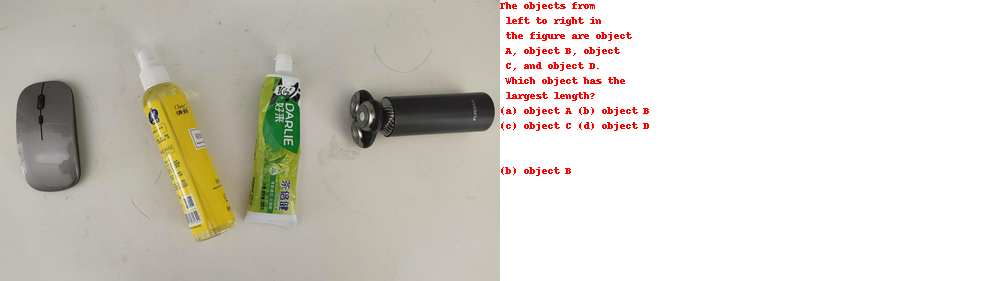 The objects from
left to right in
the figure are object
A, object B, object
C, and object D.
Which object has the
largest length?
(a) object A (b) object B
(c) object C (d) object D
(b) object B
DARLIE
好来
茶倍健